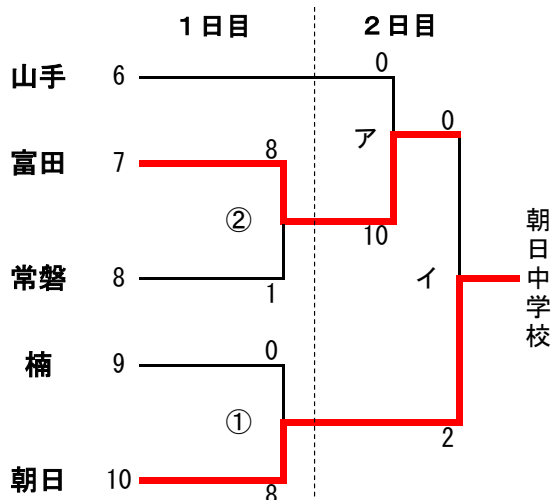 1日目 2日目
山手 6 0
ア 0
富田 7 8
② 10
常磐 8 1
イ
朝日中学校
楠 9 0
① 2
朝日 10 8